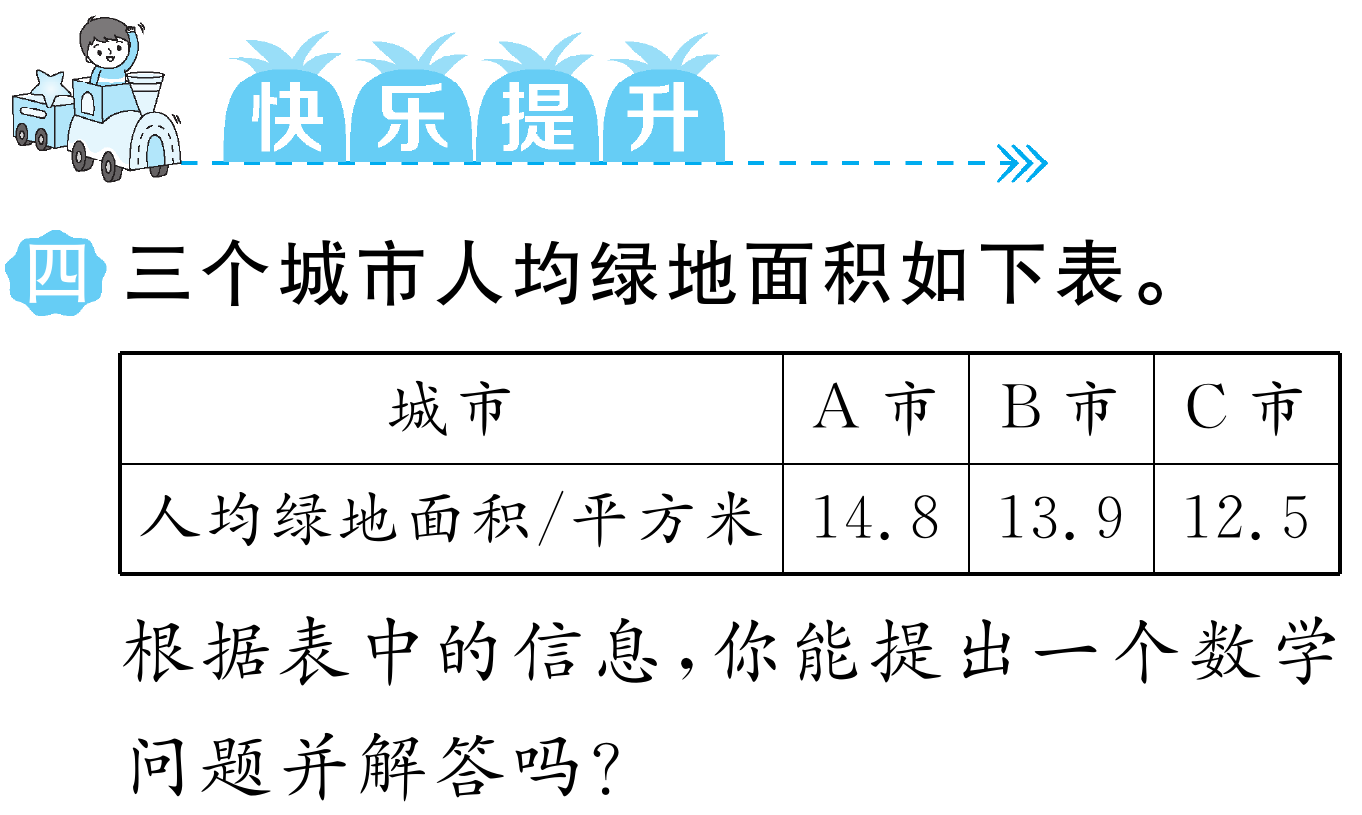 快乐提升
四 三个城市人均绿地面积如下表。
城市 A 市 B 市 C 市
人均绿地面积/平方米 14.8 13.9 12.5
根据表中的信息,你能提出一个数学
问题并解答吗?